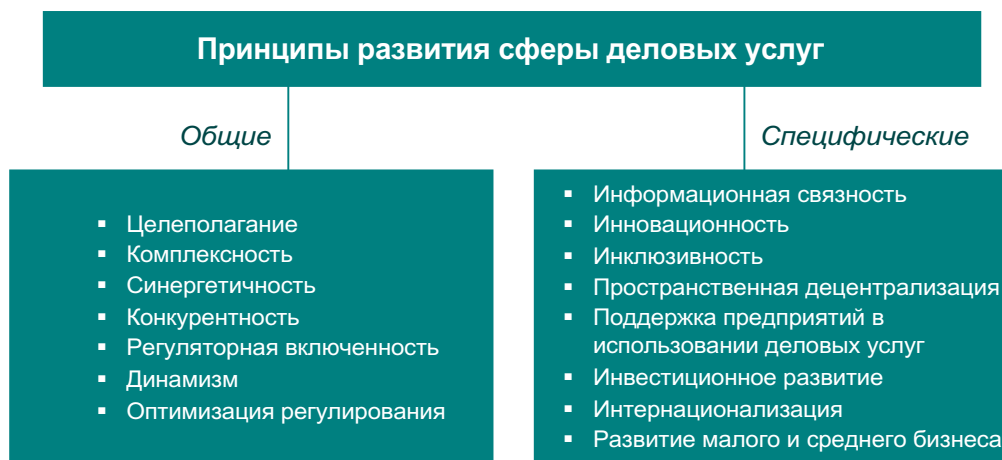 Принципы развития сферы деловых услуг
Общие
Специфические
▪ Целеполагание
▪ Комплексность
▪ Синергетичность
▪ Конкурентность
▪ Регуляторная включенность
▪ Динамизм
▪ Оптимизация регулирования
▪ Информационная связность
▪ Инновационность
▪ Инклюзивность
▪ Пространственная децентрализация
▪ Поддержка предприятий в
использовании деловых услуг
▪ Инвестиционное развитие
▪ Интернационализация
▪ Развитие малого и среднего бизнеса